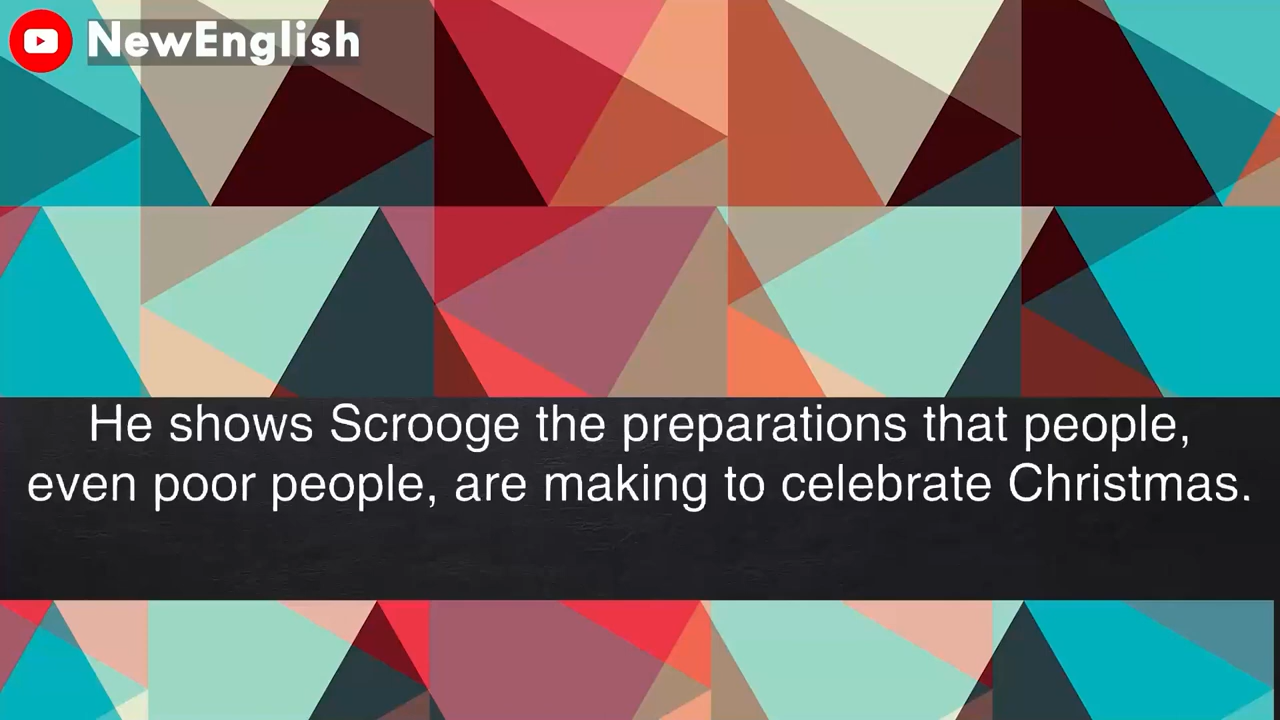 NewEnglish
He shows Scrooge the preparations that people,
even poor people, are making to celebrate Christmas.